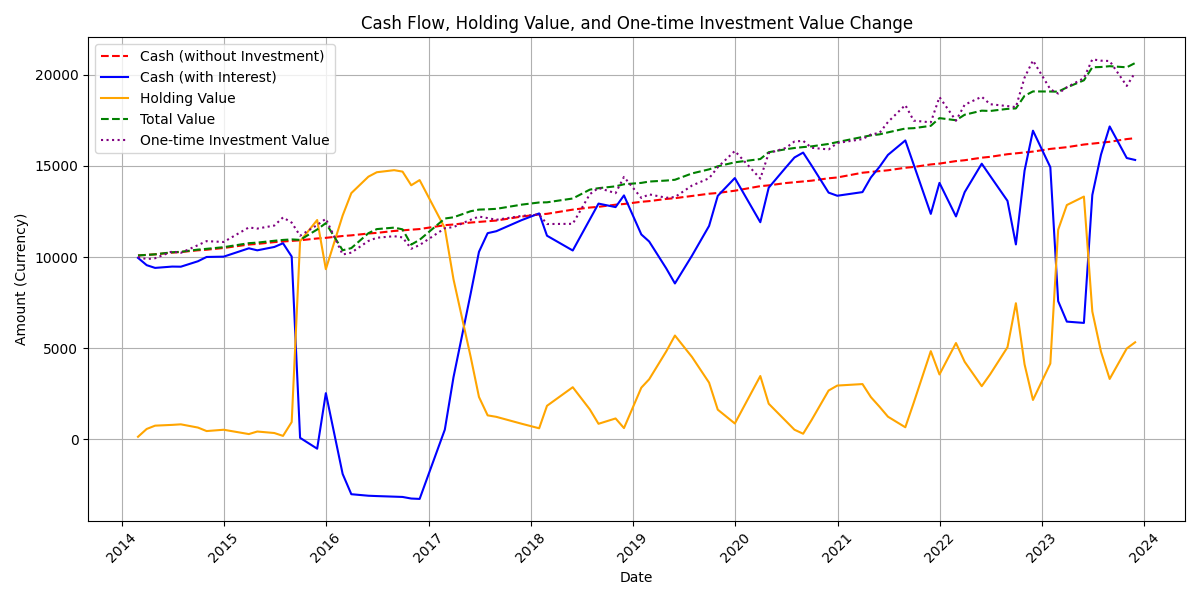 Cash Flow, Holding Value, and One-time Investment Value Change
Cash (without Investment)
Cash (with Interest)
Holding Value
Total Value
One-time Investment Value
Amount (Currency)
20000
15000
10000
5000
0
2014
2015
2016
2017
2018
2019
2020
2021
2022
2023
2024
Date